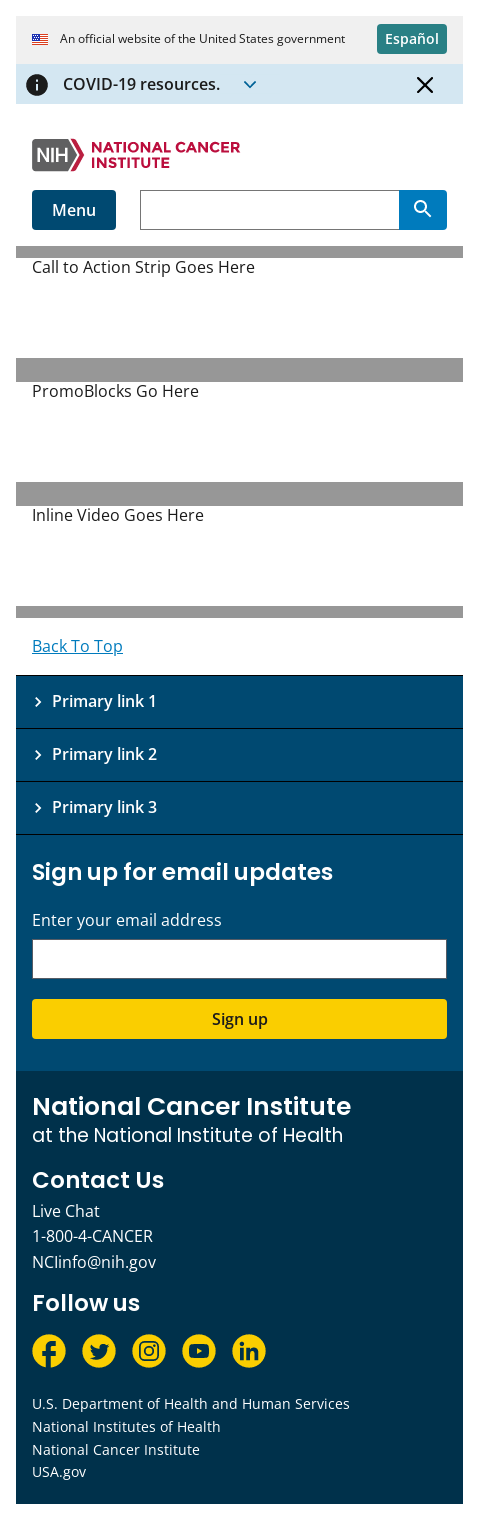 An official website of the United States government
Español
COVID-19 resources.
NIH
NATIONAL CANCER
INSTITUTE
Menu
Call to Action Strip Goes Here
PromoBlocks Go Here
Inline Video Goes Here
Back To Top
Primary link 1
Primary link 2
Primary link 3
Sign up for email updates
Enter your email address
Sign up
National Cancer Institute
at the National Institute of Health
Contact Us
Live Chat
1-800-4-CANCER
NCIinfo@nih.gov
Follow us
U.S. Department of Health and Human Services
National Institutes of Health
National Cancer Institute
USA.gov